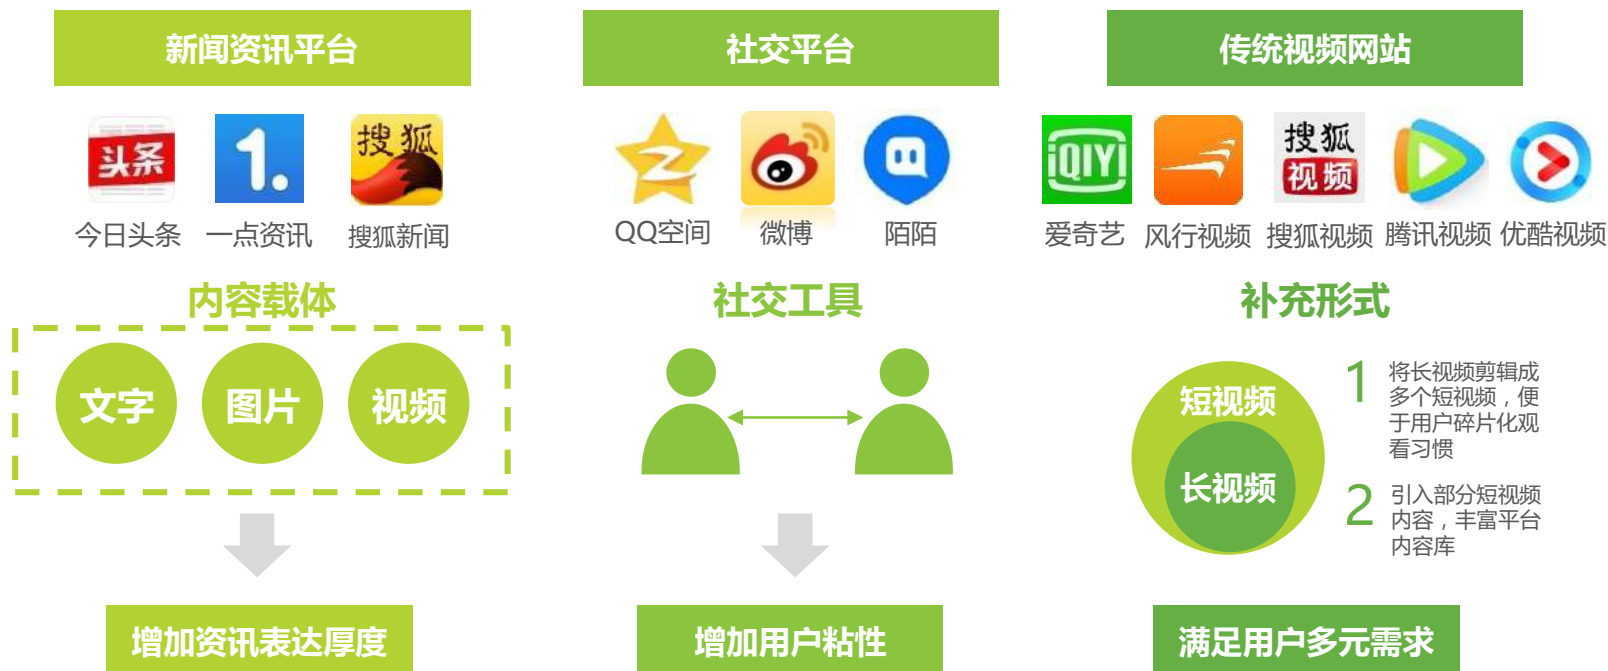 新闻资讯平台
社交平台
传统视频网站
头条
1.
搜狐
iQIYI
搜狐
视频
今日头条
一点资讯
搜狐新闻
QQ空间
微博
陌陌
爱奇艺
风行视频
搜狐视频
腾讯视频
优酷视频
内容载体
社交工具
补充形式
文字
图片
视频
短视频
长视频
1
将长视频剪辑成
多个短视频，便
于用户碎片化观
看习惯
2
引入部分短视频
内容，丰富平台
内容库
增加资讯表达厚度
增加用户粘性
满足用户多元需求